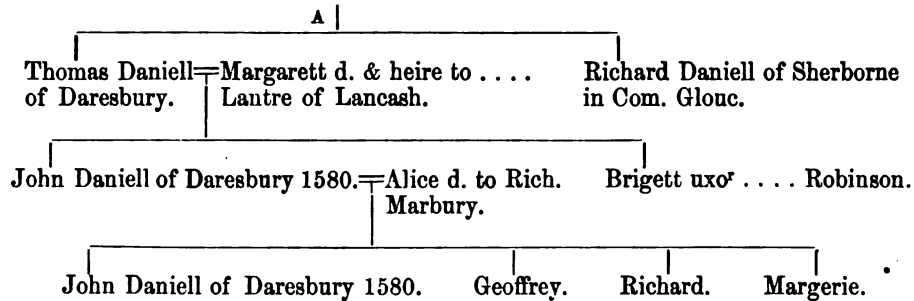 A
Thomas Daniell=Margarett d. & heire to . . . . Richard Daniell of Sherborne
of Daresbury. Lantre of Lancash. in Com. Glouc.
John Daniell of Daresbury 1580.=Alice d. to Rich. Brigett uxoʳ . . . . Robinson.
Marbury.
John Daniell of Daresbury 1580. Geoffrey. Richard. Margerie.